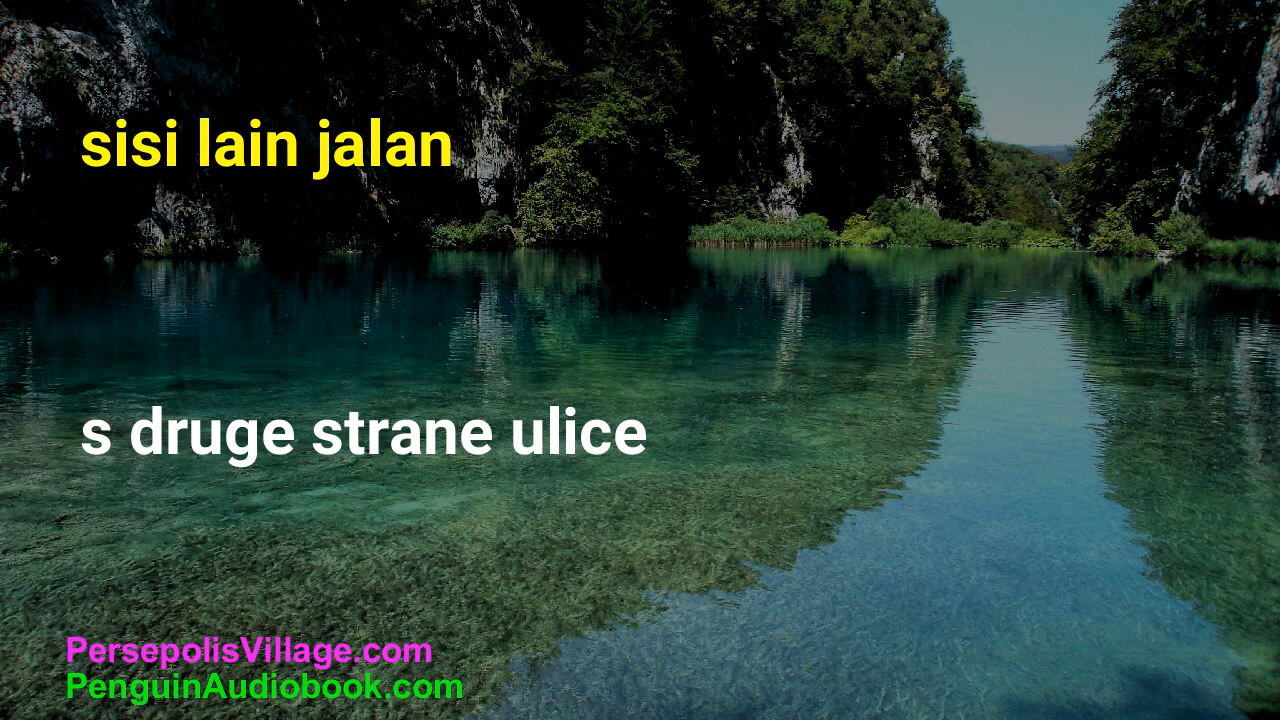 sisi lain jalan
s druge strane ulice
PersepolisVillage.com
PenguinAudiobook.com